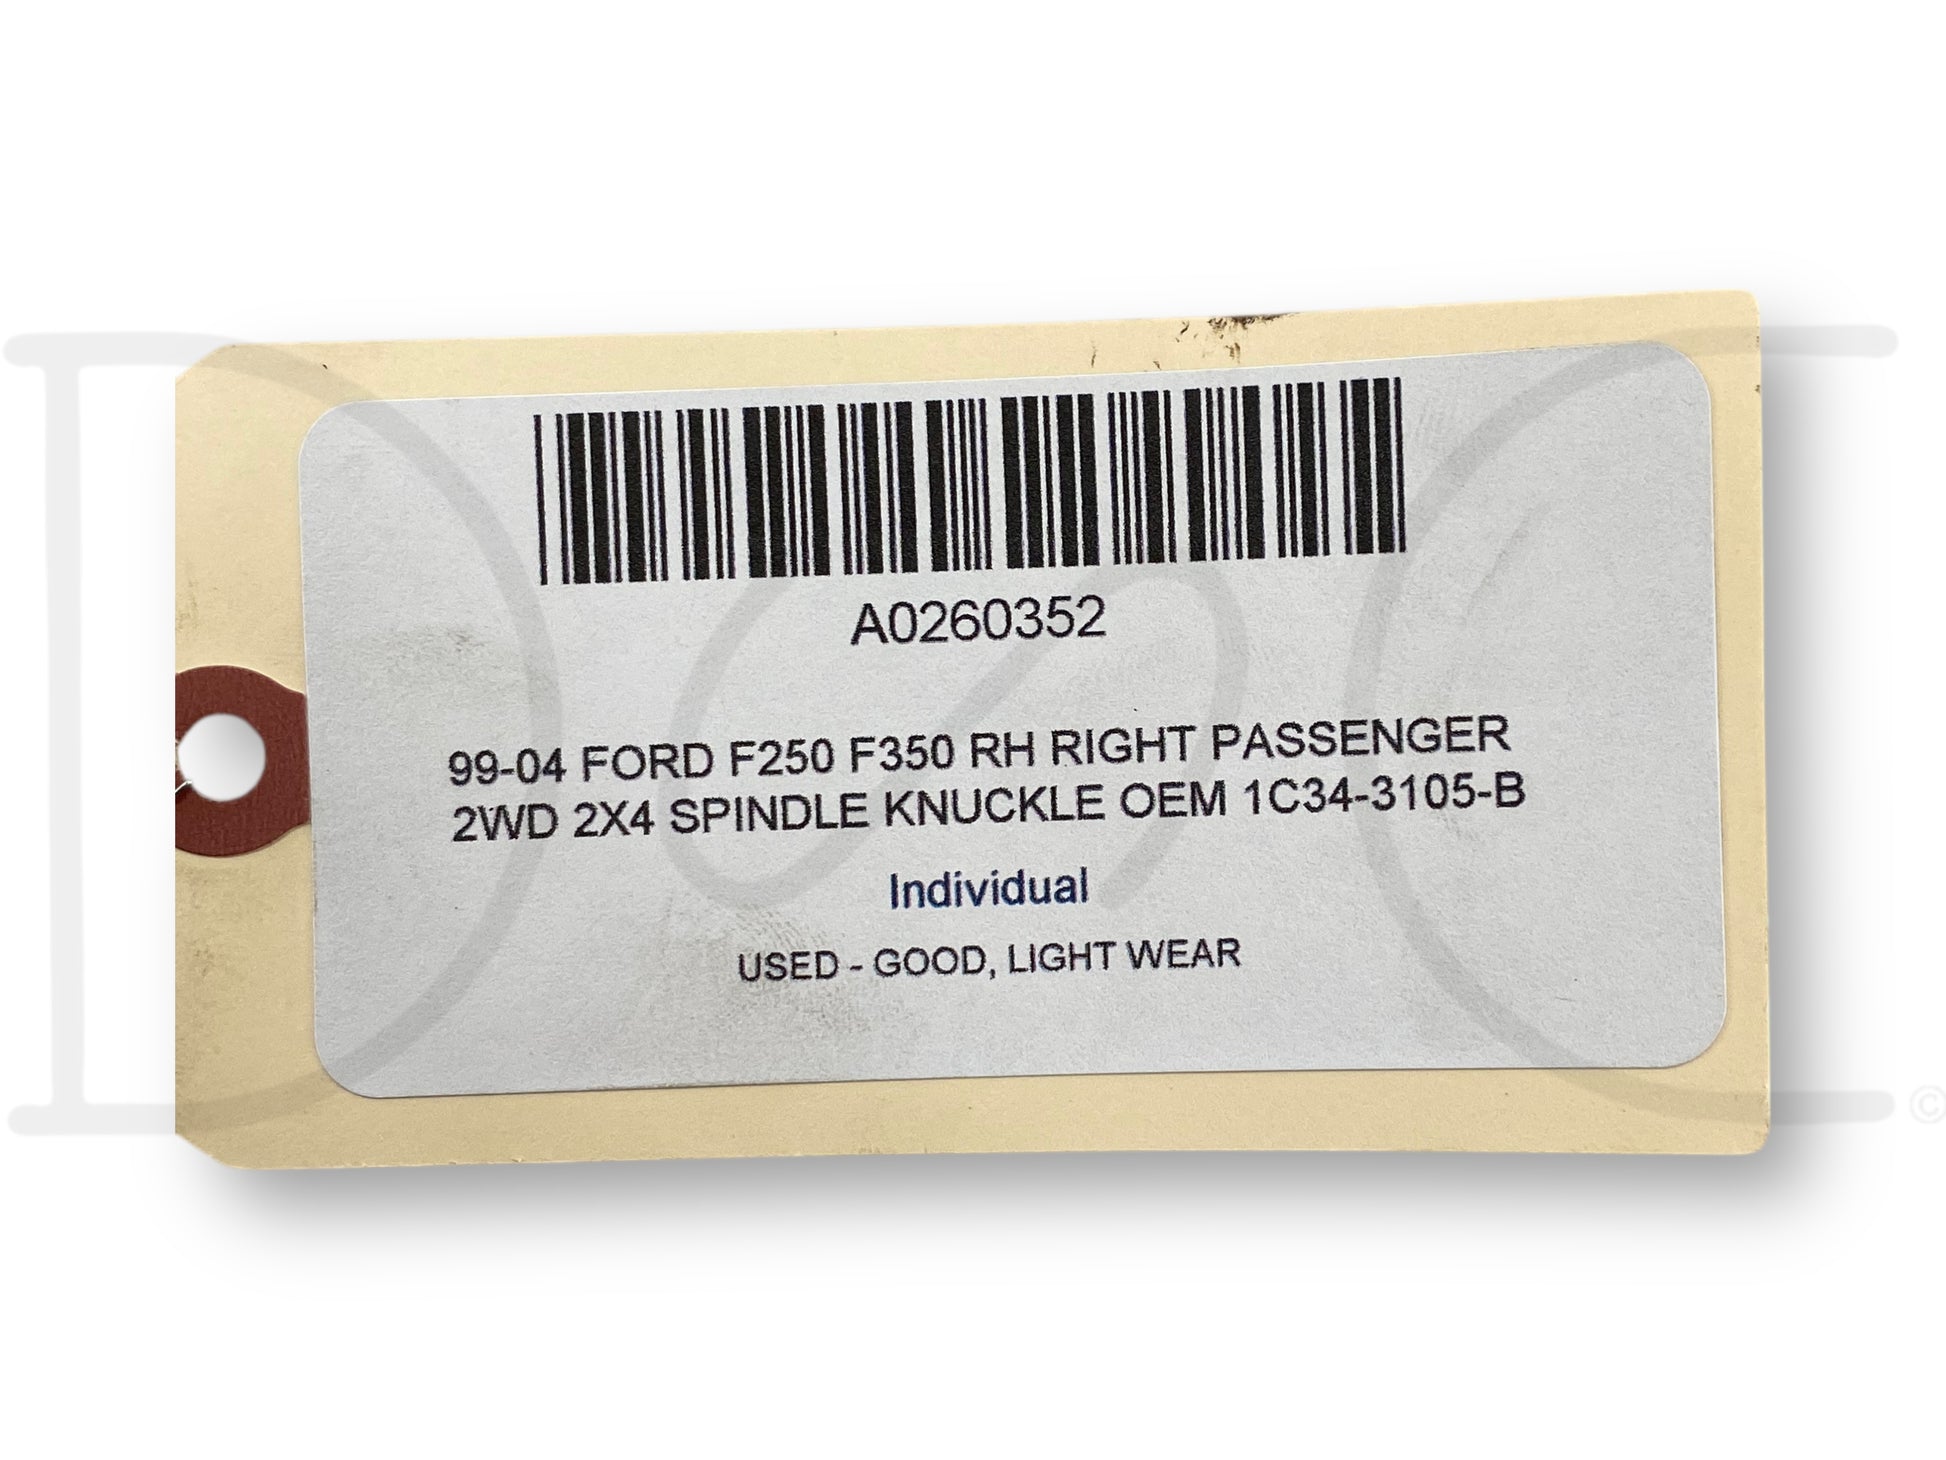 A0260352
99-04 FORD F250 F350 RH RIGHT PASSENGER
2WD 2X4 SPINDLE KNUCKLE OEM 1C34-3105-B
Individual
USED - GOOD, LIGHT WEAR
©